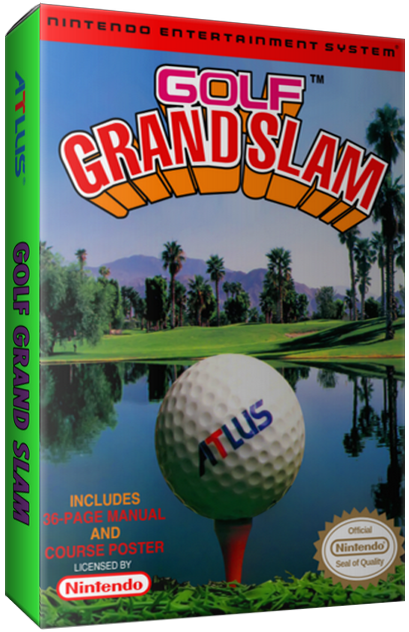 NINTENDO ENTERTAINMENT SYSTEM®
GOLF™
GRAND SLAM
ATLUS
INCLUDES
36-PAGE MANUAL
AND
COURSE POSTER
LICENSED BY
Nintendo
Official
Nintendo
Seal of Quality
ATLUS
GOLF GRAND SLAM